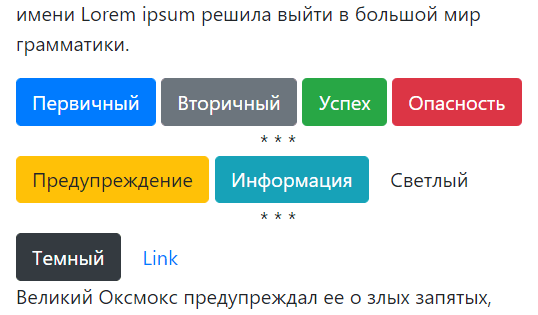 имени Lorem ipsum решила выйти в большой мир
грамматики.
Первичный Вторичный Успех Опасность
* * *
Предупреждение Информация Светлый
* * *
Темный Link
Великий Оксмокс предупреждал ее о злых запятых,